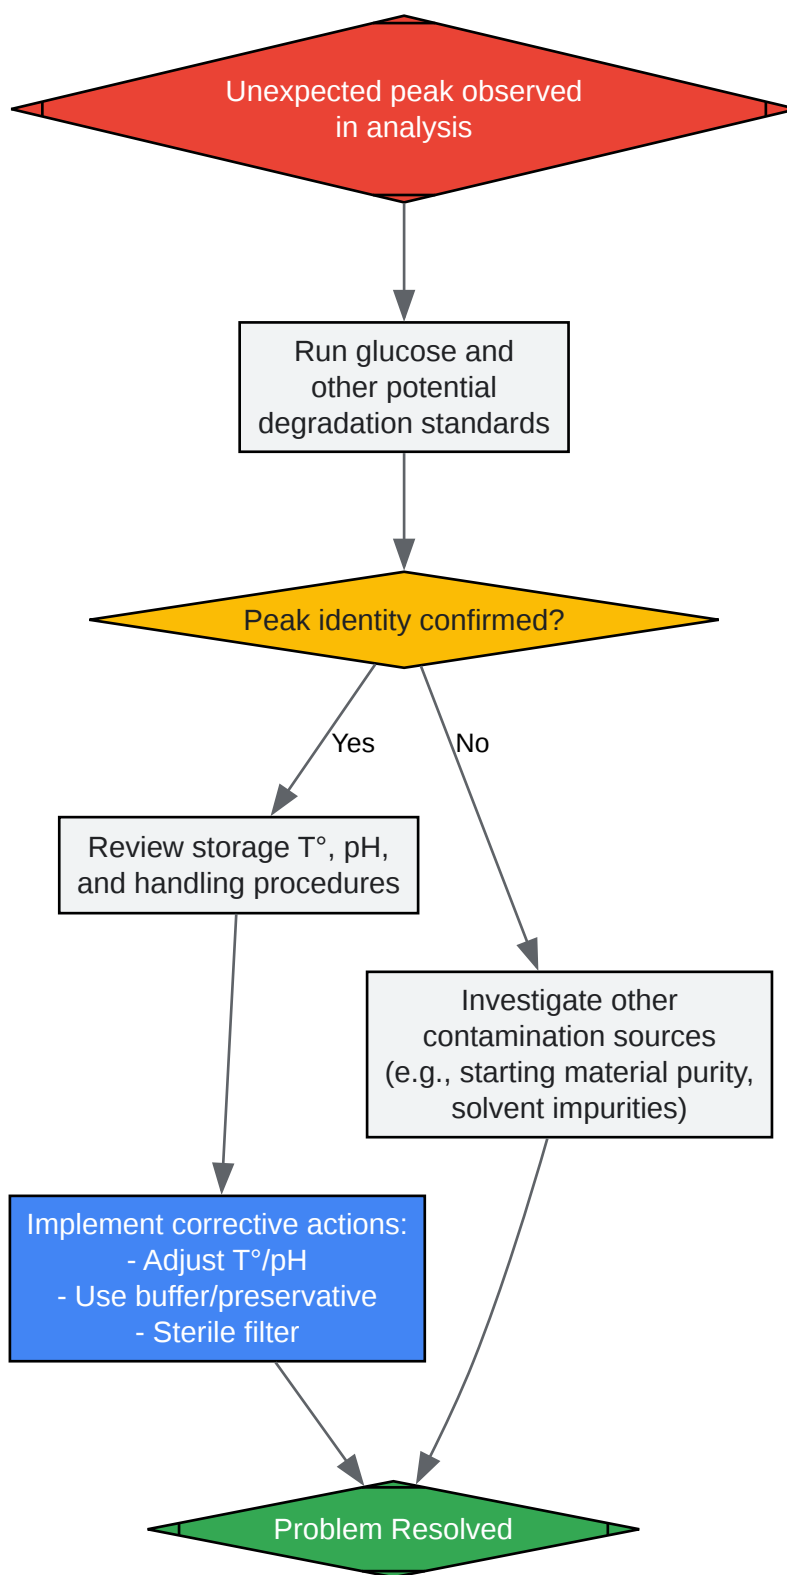 Unexpected peak observed
in analysis
Run glucose and
other potential
degradation standards
Peak identity confirmed?
Yes
No
Review storage T°, pH,
and handling procedures
Investigate other
contamination sources
(e.g., starting material purity,
solvent impurities)
Implement corrective actions:
- Adjust T°/pH
- Use buffer/preservative
- Sterile filter
Problem Resolved